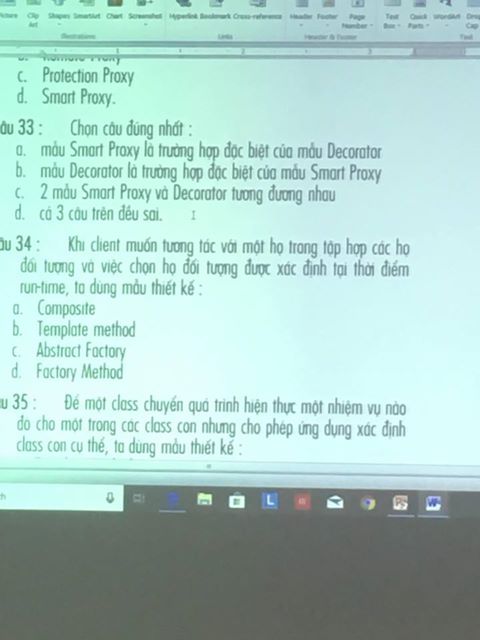 Picture Clip Art Shapes SmartArt Chart Screenshot Hyperlink Bookmark Cross-reference Header Footer Page Number Text Box Quick Parts WordArt Drop Cap
Illustrations Links Header & Footer Text
c. Protection Proxy
d. Smart Proxy.
âu 33 : Chọn câu đúng nhất :
a. mẫu Smart Proxy là trường hợp đặc biệt của mẫu Decorator
b. mẫu Decorator là trường hợp đặc biệt của mẫu Smart Proxy
c. 2 mẫu Smart Proxy và Decorator tương đương nhau
d. cả 3 câu trên đều sai.
âu 34 : Khi client muốn tương tác với một họ trong tập hợp các họ
đối tượng và việc chọn họ đối tượng được xác định tại thời điểm
run-time, ta dùng mẫu thiết kế :
a. Composite
b. Template method
c. Abstract Factory
d. Factory Method
u 35 : Để một class chuyển quá trình hiện thực một nhiệm vụ nào
đó cho một trong các class con nhưng cho phép ứng dụng xác định
class con cụ thể, ta dùng mẫu thiết kế :